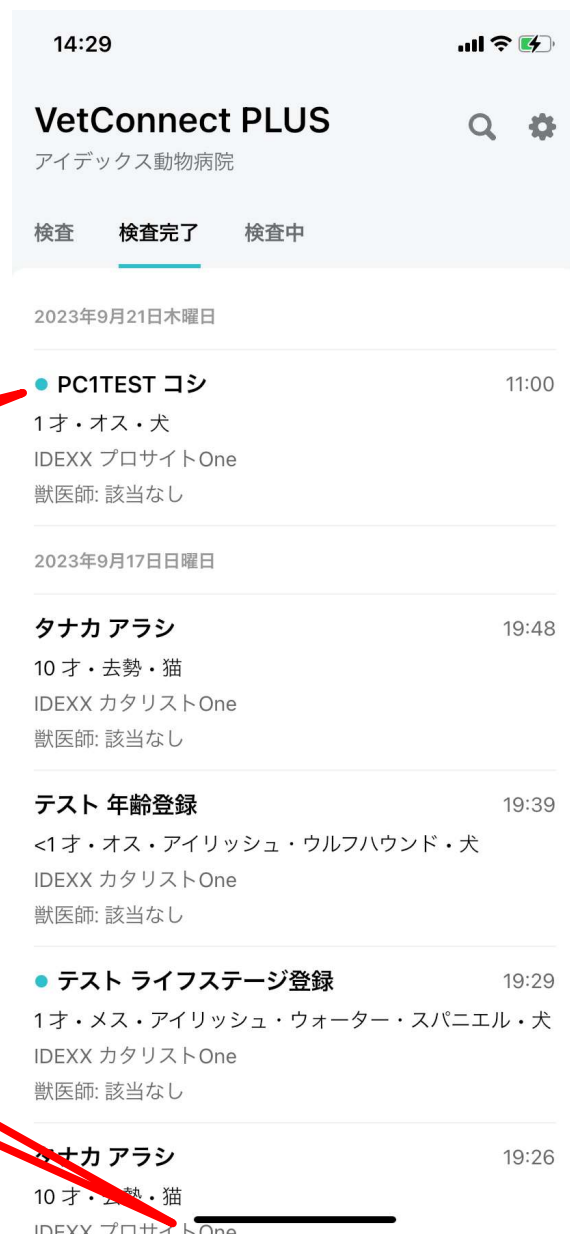 14:29
VetConnect PLUS
アイデックス動物病院
検査 検査完了 検査中
2023年9月21日木曜日
PC1TEST コシ 11:00
1 才・オス・犬
IDEXX プロサイトOne
獣医師: 該当なし
2023年9月17日日曜日
タナカ アラシ 19:48
10 才・去勢・猫
IDEXX カタリストOne
獣医師: 該当なし
テスト 年齢登録 19:39
<1 才・オス・アイリッシュ・ウルフハウンド・犬
IDEXX カタリストOne
獣医師: 該当なし
テスト ライフステージ登録 19:29
1 才・メス・アイリッシュ・ウォーター・スパニエル・犬
IDEXX カタリストOne
獣医師: 該当なし
タナカ アラシ 19:26
10 才・去勢・猫
IDEXX プロサイトOne